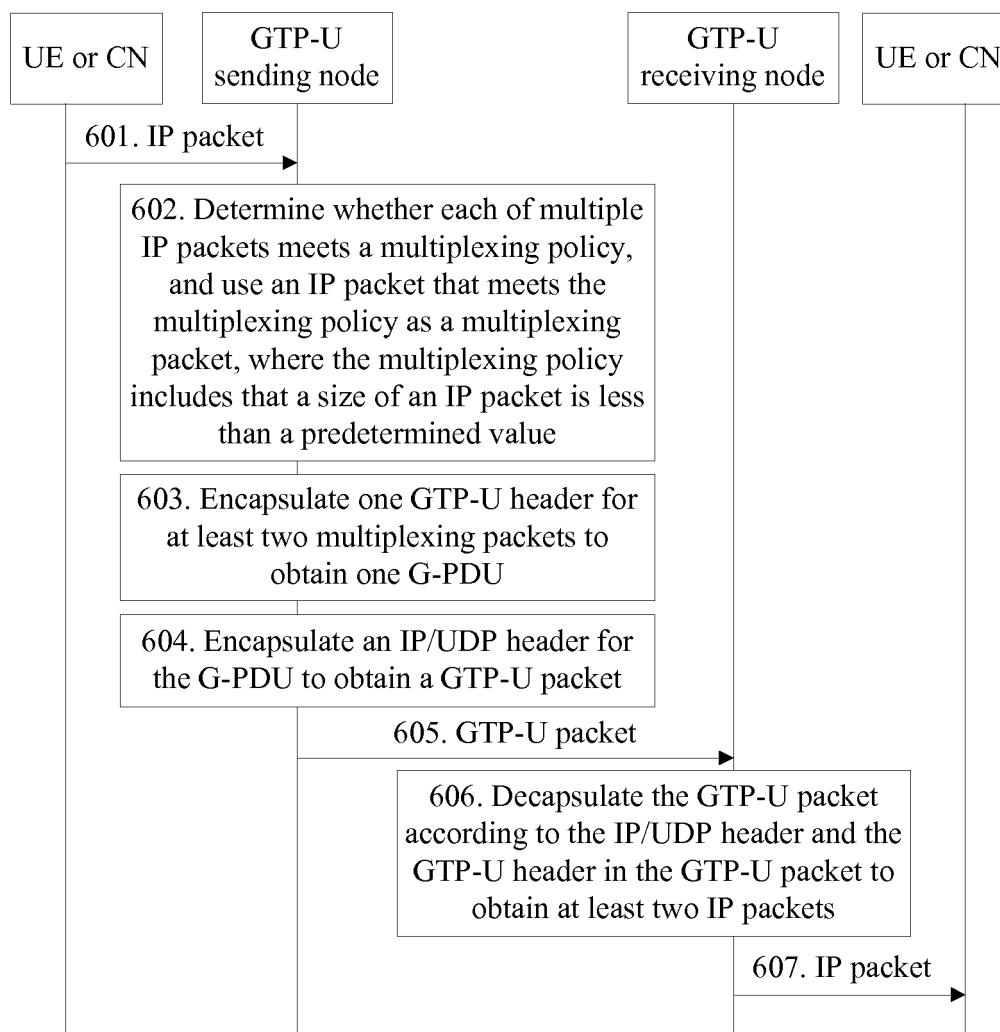 UE or CN
GTP-U
sending node
GTP-U
receiving node
UE or CN
601. IP packet
602. Determine whether each of multiple
IP packets meets a multiplexing policy,
and use an IP packet that meets the
multiplexing policy as a multiplexing
packet, where the multiplexing policy
includes that a size of an IP packet is less
than a predetermined value
603. Encapsulate one GTP-U header for
at least two multiplexing packets to
obtain one G-PDU
604. Encapsulate an IP/UDP header for
the G-PDU to obtain a GTP-U packet
605. GTP-U packet
606. Decapsulate the GTP-U packet
according to the IP/UDP header and the
GTP-U header in the GTP-U packet to
obtain at least two IP packets
607. IP packet